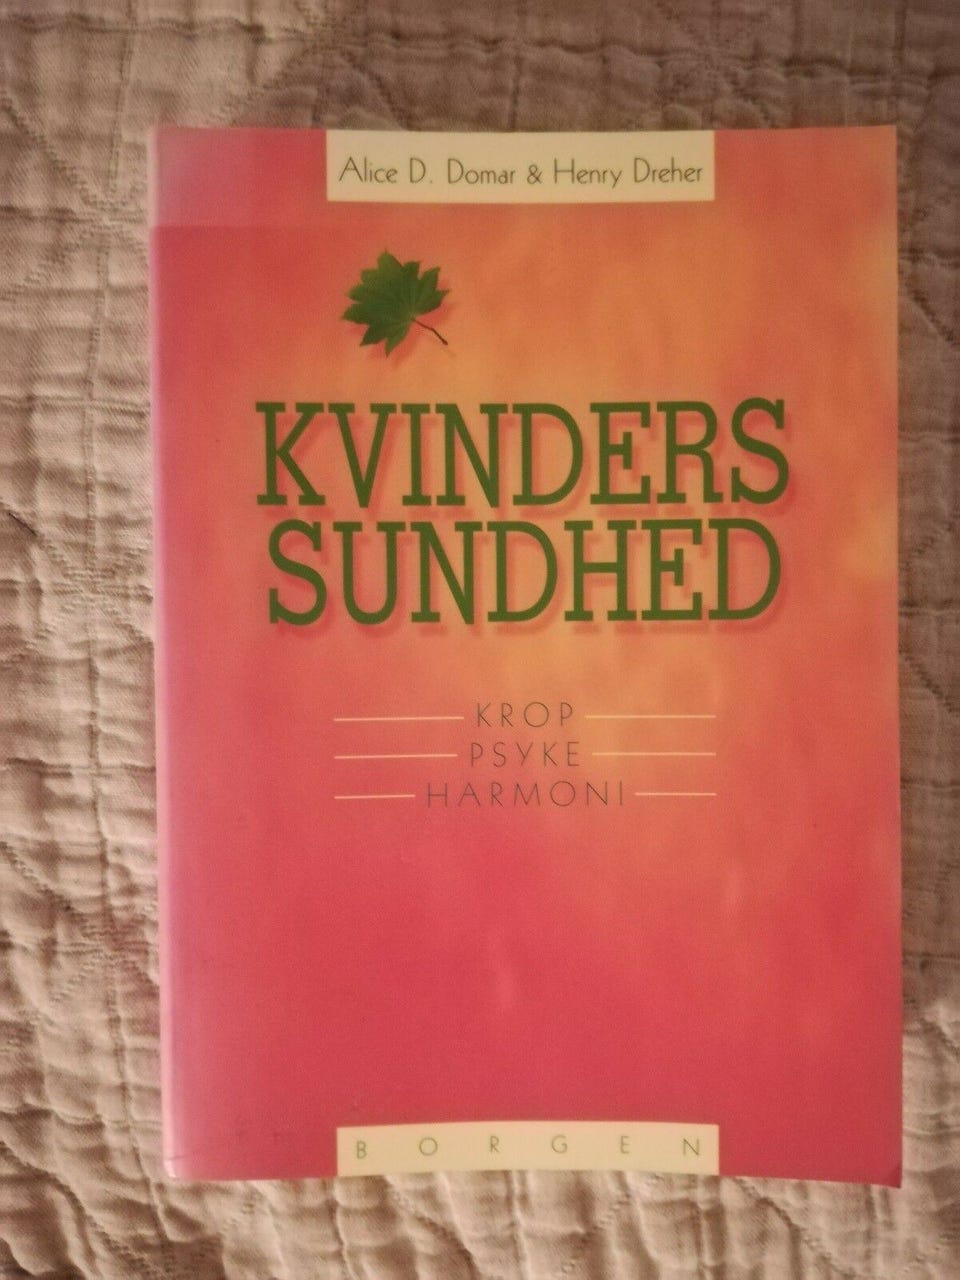 Alice D. Domar & Henry Dreher
KVINDERS
SUNDHED
KROP
PSYKE
HARMONI
BORGEN